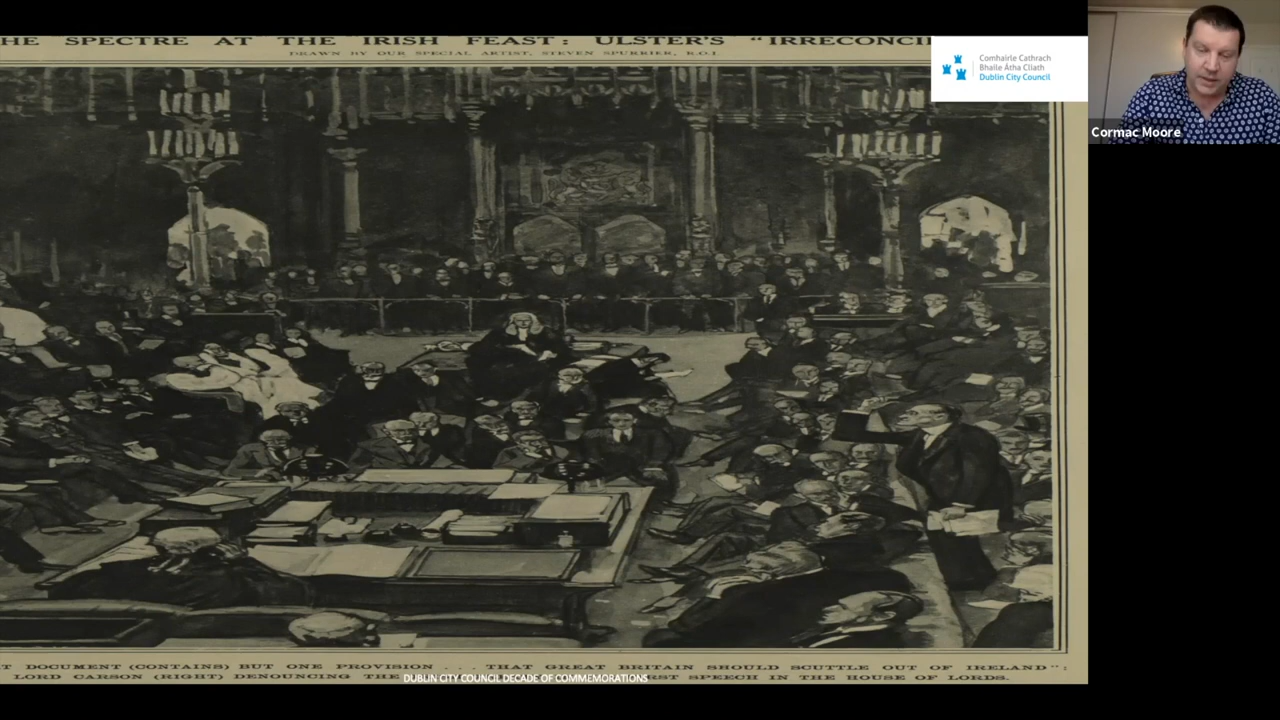 HE SPECTRE AT THE IRISH FEAST: ULSTER'S "IRRECONCI
DRAWN BY OUR SPECIAL ARTIST, STEVEN SPURRIER, R.O.I.
Comhairle Cathrach
Bhaile Átha Cliath
Dublin City Council
Cormac Moore
T DOCUMENT (CONTAINS) BUT ONE PROVISION . . . THAT GREAT BRITAIN SHOULD SCUTTLE OUT OF IRELAND":
LORD CARSON (RIGHT) DENOUNCING THE RST SPEECH IN THE HOUSE OF LORDS.
DUBLIN CITY COUNCIL DECADE OF COMMEMORATIONS